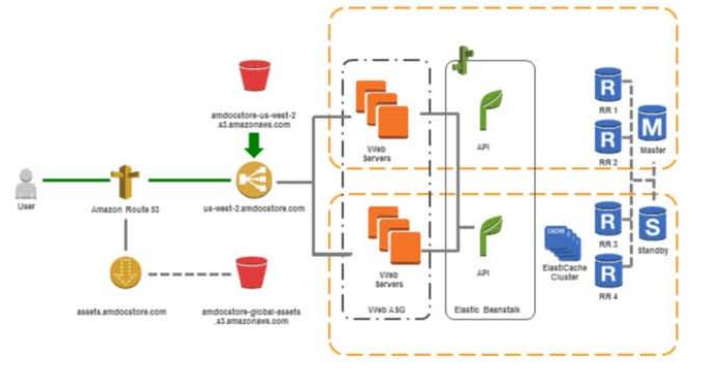 amdocstore-us-west-2
.s3.amazonaws.com
User
Amazon Route 53
us-west-2.amdocstore.com
assets.amdocstore.com
amdocstore-global-assets
.s3.amazonaws.com
Web
Servers
Web
Servers
Web ASG
API
API
Elastic Beanstalk
CACHE
ElastiCache
Cluster
R
RR 1
R
RR 2
M
Master
R
RR 3
S
Standby
R
RR 4